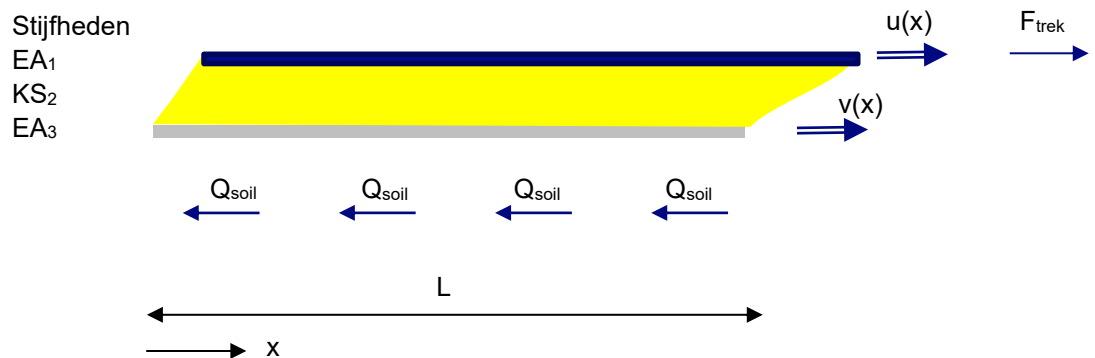 Stijfheden
EA₁
KS₂
EA₃
u(x)
F_trek
v(x)
Q_soil Q_soil Q_soil Q_soil
L
x